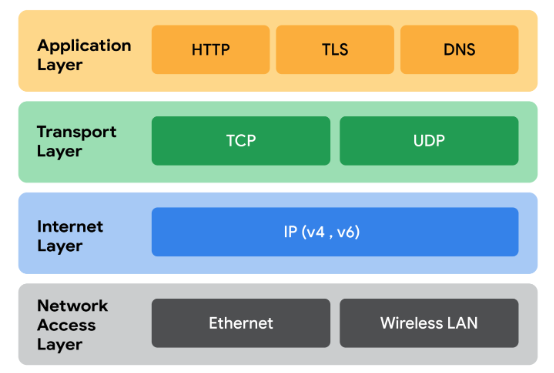 Application
Layer
HTTP
TLS
DNS
Transport
Layer
TCP
UDP
Internet
Layer
IP (v4 , v6)
Network
Access
Layer
Ethernet
Wireless LAN